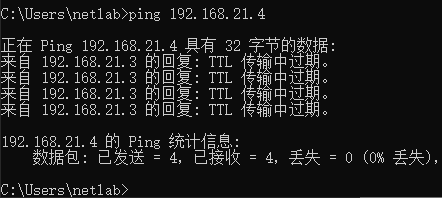 C:\Users\netlab>ping 192.168.21.4
正在 Ping 192.168.21.4 具有 32 字节的数据:
来自 192.168.21.3 的回复: TTL 传输中过期。
来自 192.168.21.3 的回复: TTL 传输中过期。
来自 192.168.21.3 的回复: TTL 传输中过期。
来自 192.168.21.3 的回复: TTL 传输中过期。
192.168.21.4 的 Ping 统计信息:
数据包: 已发送 = 4, 已接收 = 4, 丢失 = 0 (0% 丢失),
C:\Users\netlab>